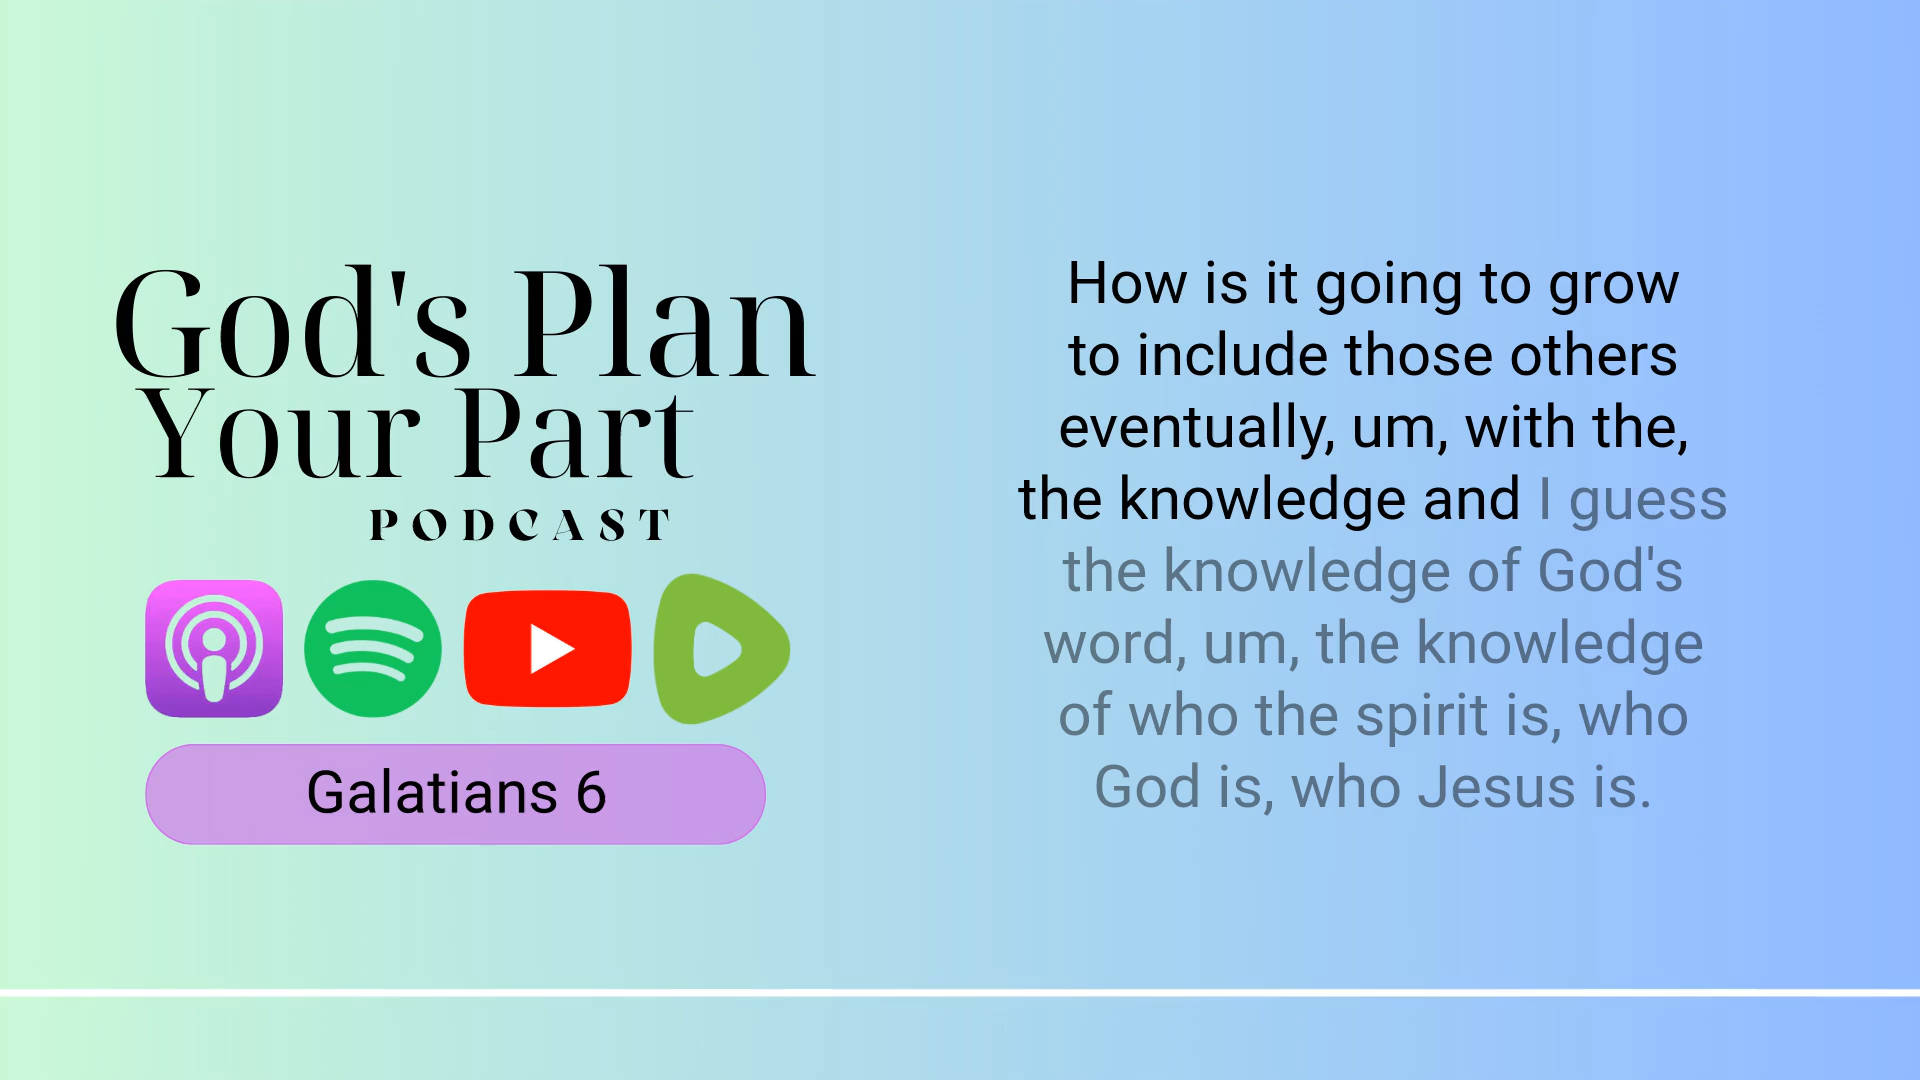 God's Plan
Your Part
PODCAST
Galatians 6
How is it going to grow
to include those others
eventually, um, with the,
the knowledge and I guess
the knowledge of God's
word, um, the knowledge
of who the spirit is, who
God is, who Jesus is.